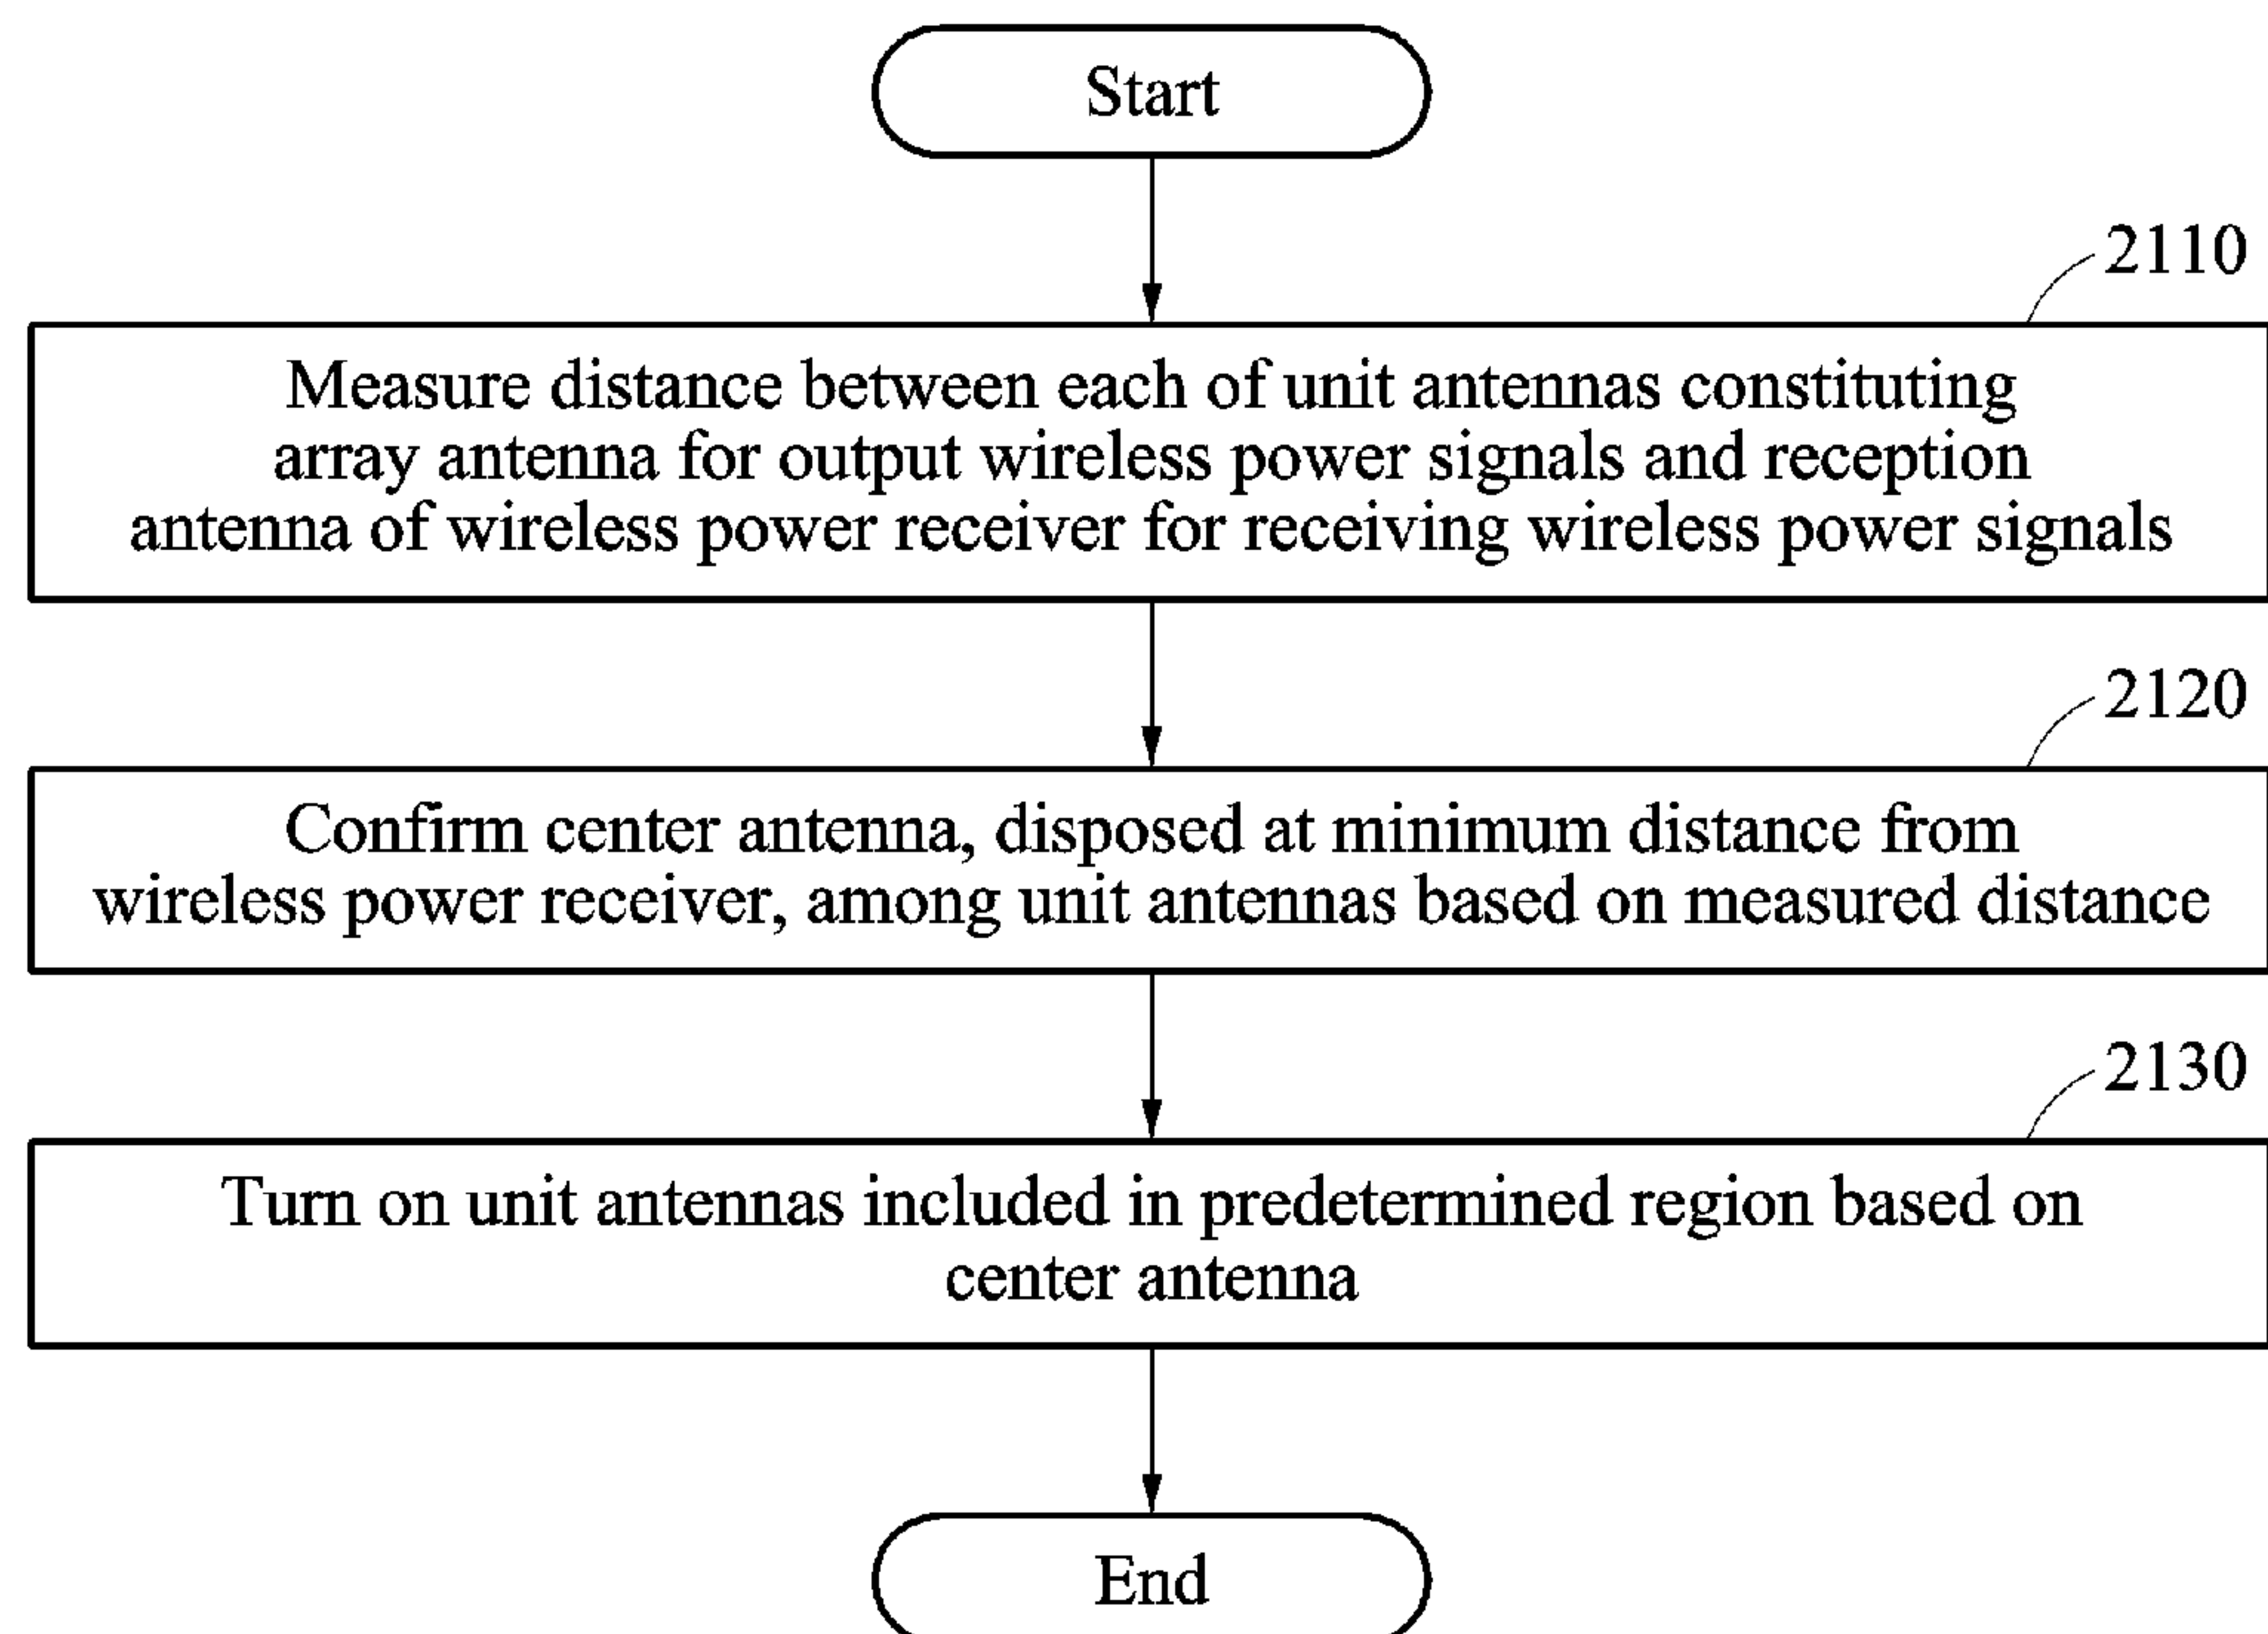 Start
2110
Measure distance between each of unit antennas constituting
array antenna for output wireless power signals and reception
antenna of wireless power receiver for receiving wireless power signals
2120
Confirm center antenna, disposed at minimum distance from
wireless power receiver, among unit antennas based on measured distance
2130
Turn on unit antennas included in predetermined region based on
center antenna
End